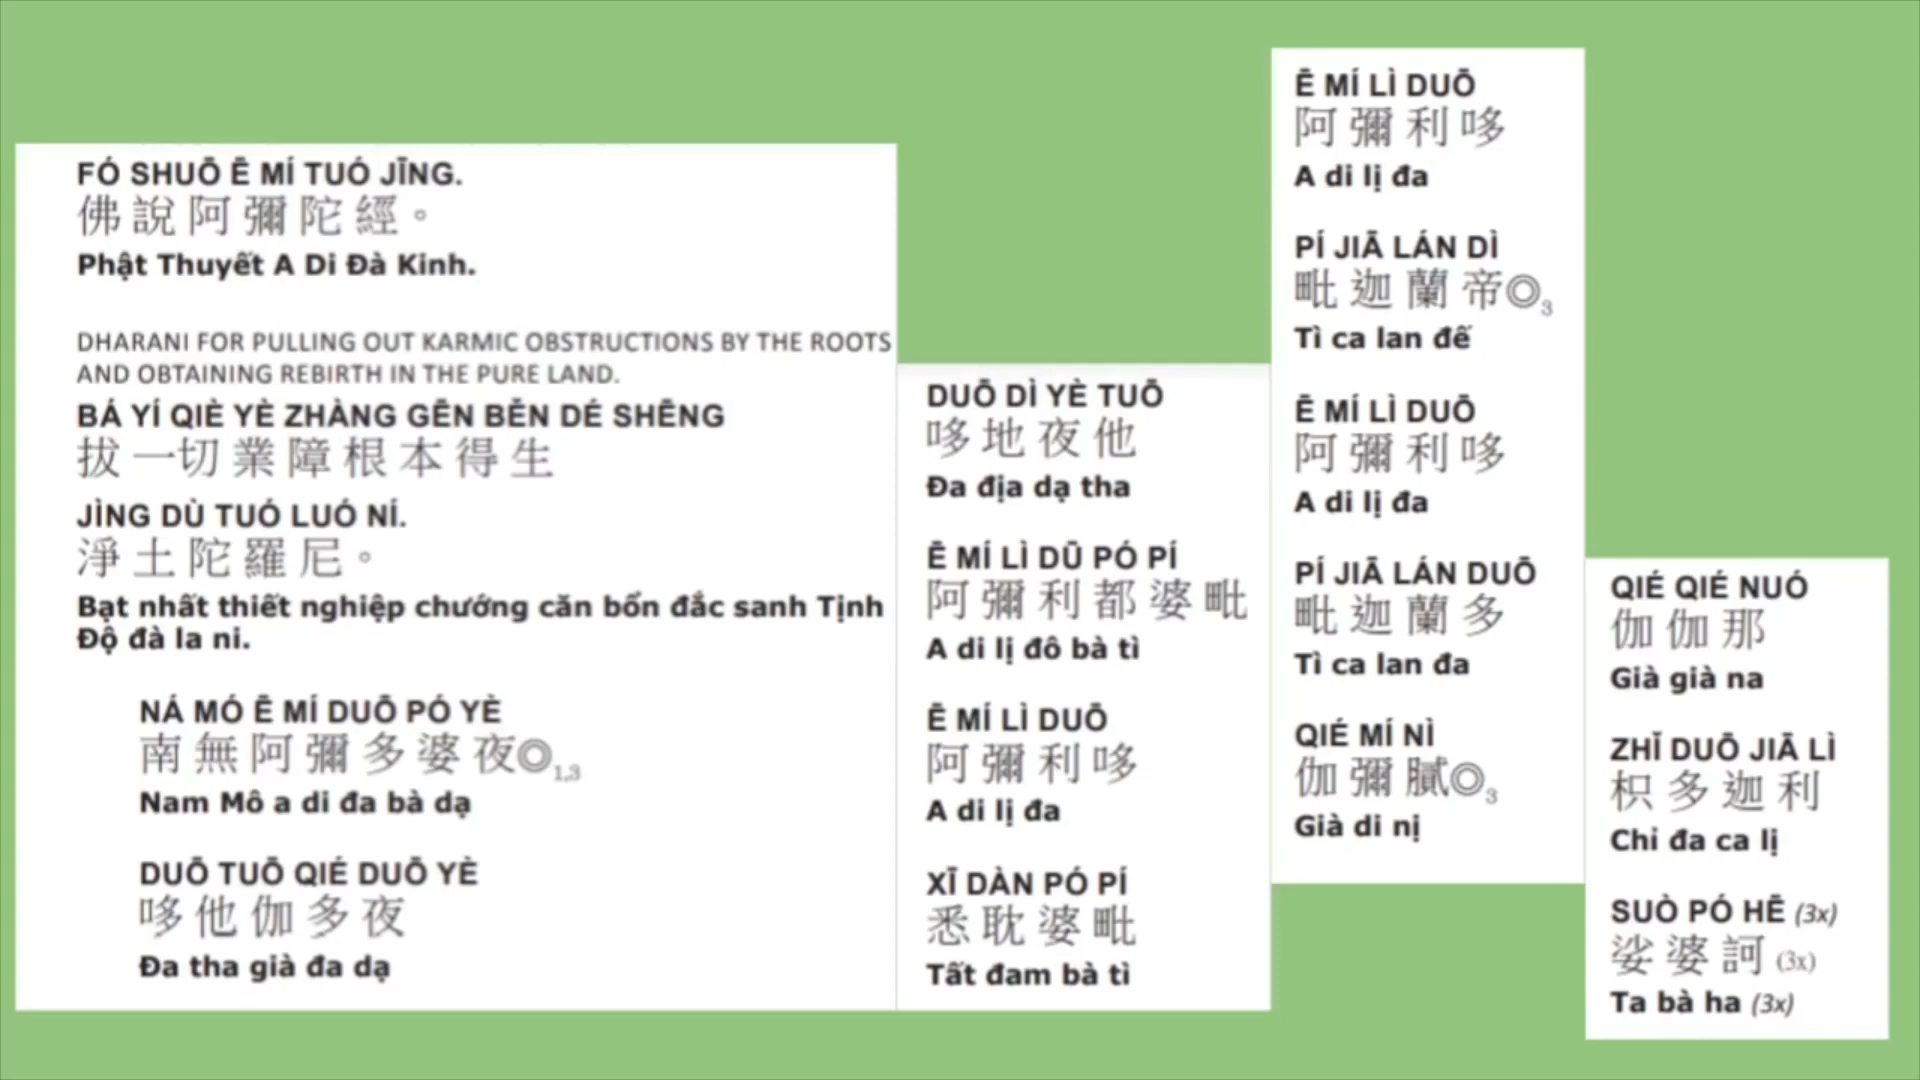 FÓ SHUŌ Ē MÍ TUÓ JĪNG.
佛說阿彌陀經。
Phật Thuyết A Di Đà Kinh.
DHARANI FOR PULLING OUT KARMIC OBSTRUCTIONS BY THE ROOTS
AND OBTAINING REBIRTH IN THE PURE LAND.
BÁ YÍ QIÈ YÈ ZHÀNG GĒN BĚN DÉ SHĒNG
拔一切業障根本得生
JÌNG DÙ TUÓ LUÓ NÍ.
淨土陀羅尼。
Bạt nhất thiết nghiệp chướng căn bổn đắc sanh Tịnh
Độ đà la ni.
NÁ MÓ Ē MÍ DUŌ PÓ YÈ
南無阿彌多婆夜◎1,3
Nam Mô a di đa bà dạ
DUŌ TUŌ QIÉ DUŌ YÈ
哆他伽多夜
Đa tha già đa dạ
DUŌ DÌ YÈ TUŌ
哆地夜他
Đa địa dạ tha
Ē MÍ LÌ DŪ PÓ PÍ
阿彌利都婆毗
A di lị đô bà tì
Ē MÍ LÌ DUŌ
阿彌利哆
A di lị đa
XĪ DÀN PÓ PÍ
悉耽婆毗
Tất đam bà tì
Ē MÍ LÌ DUŌ
阿彌利哆
A di lị đa
PÍ JIĀ LÁN DÌ
毗迦蘭帝◎3
Tì ca lan đế
Ē MÍ LÌ DUŌ
阿彌利哆
A di lị đa
PÍ JIĀ LÁN DUŌ
毗迦蘭多
Tì ca lan đa
QIÉ MÍ NÌ
伽彌膩◎3
Già di nị
QIÉ QIÉ NUÓ
伽伽那
Già già na
ZHǏ DUŌ JIĀ LÌ
枳多迦利
Chỉ đa ca lị
SUÒ PÓ HĒ (3x)
娑婆訶 (3x)
Ta bà ha (3x)